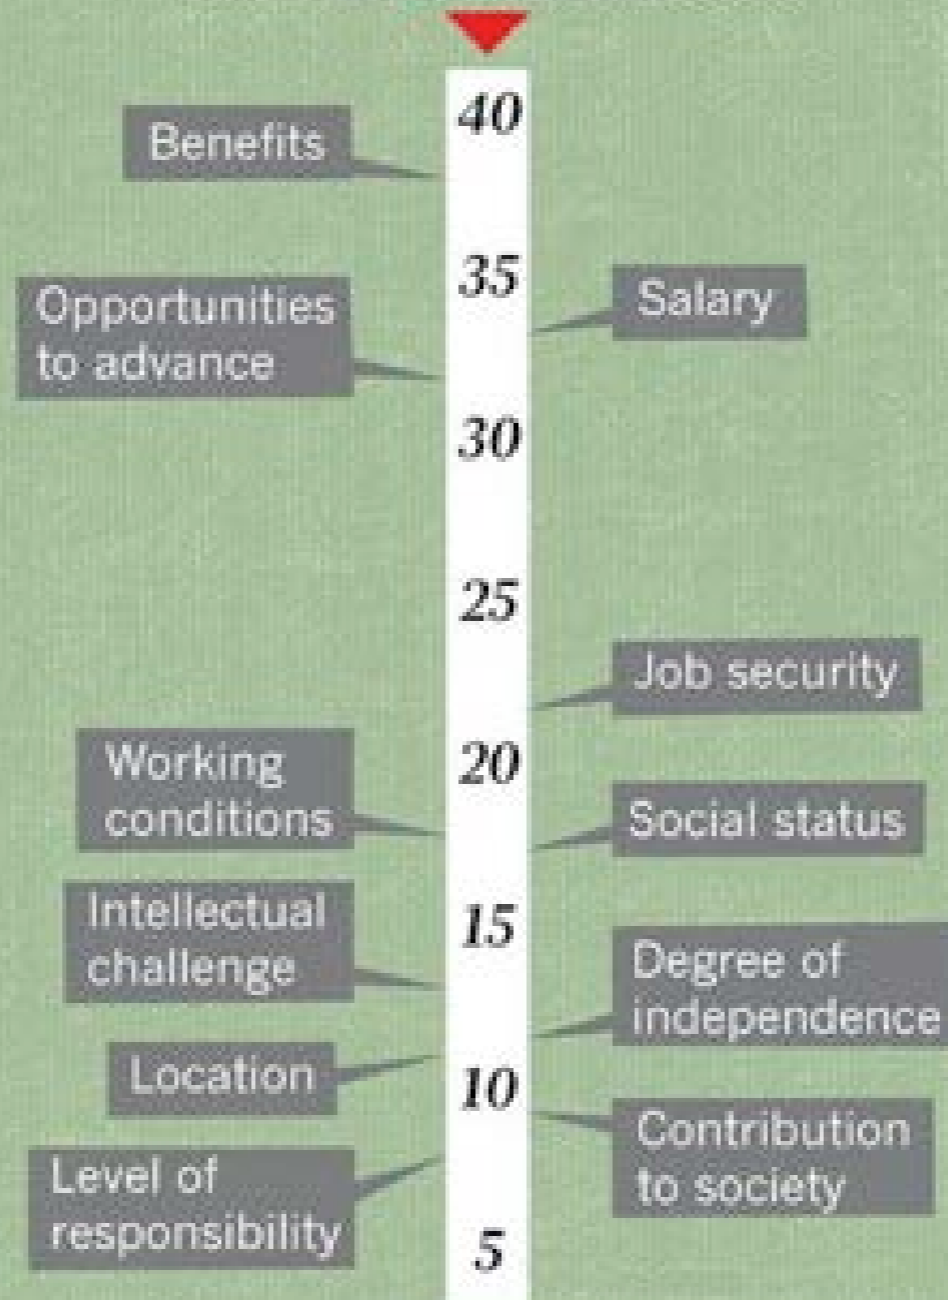 40
Benefits
35
Salary
Opportunities
to advance
30
25
Job security
20
Working
conditions
Social status
15
Intellectual
challenge
Degree of
independence
Location
10
Contribution
to society
Level of
responsibility
5